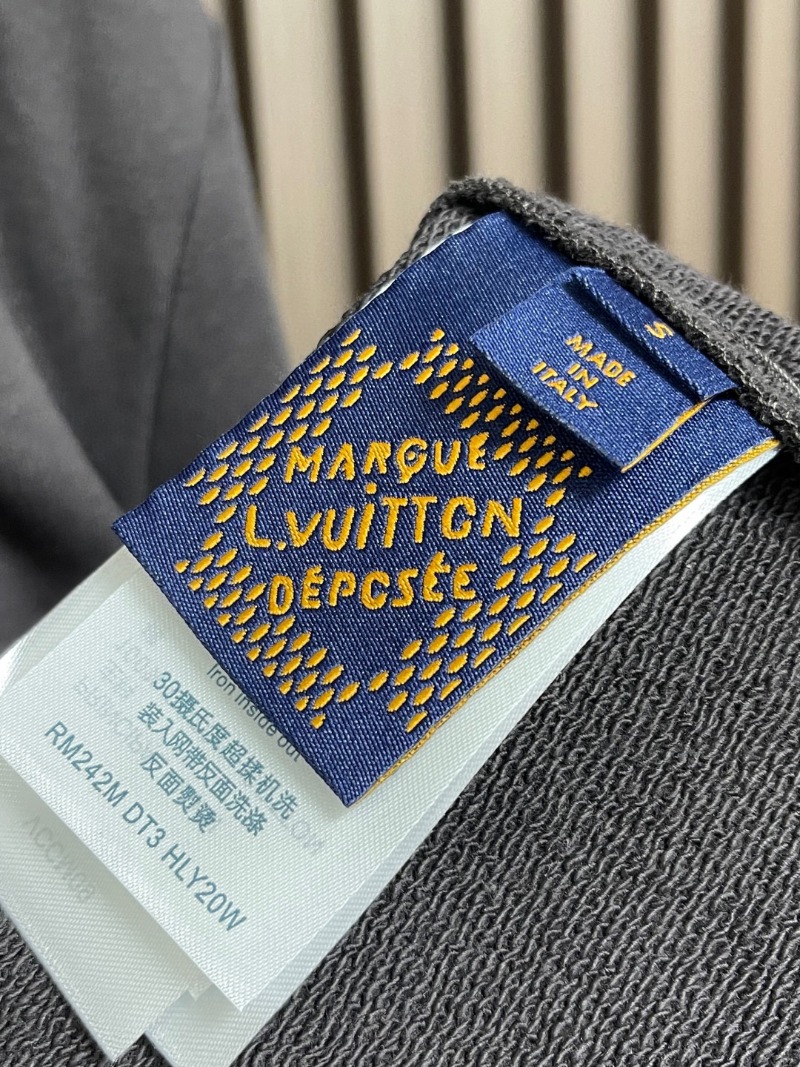 S
MADE
IN
ITALY
MARQUE
L.VUITTON
DÉPOSÉE
Iron inside out
30摄氏度超揉机洗
装入网带反面洗涤
反面熨烫
RM242M DT3 HLY20W